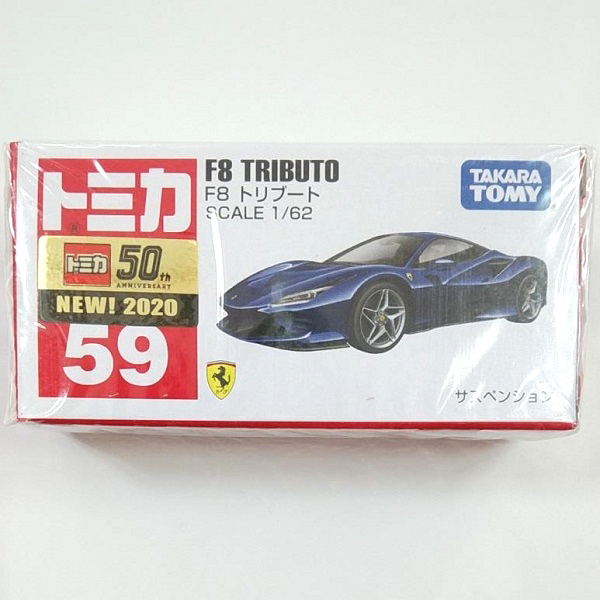 トミカ
F8 TRIBUTO
F8 トリブート
SCALE 1/62
TAKARA
TOMY
トミカ
50th
ANNIVERSARY
NEW! 2020
59
サスペンション